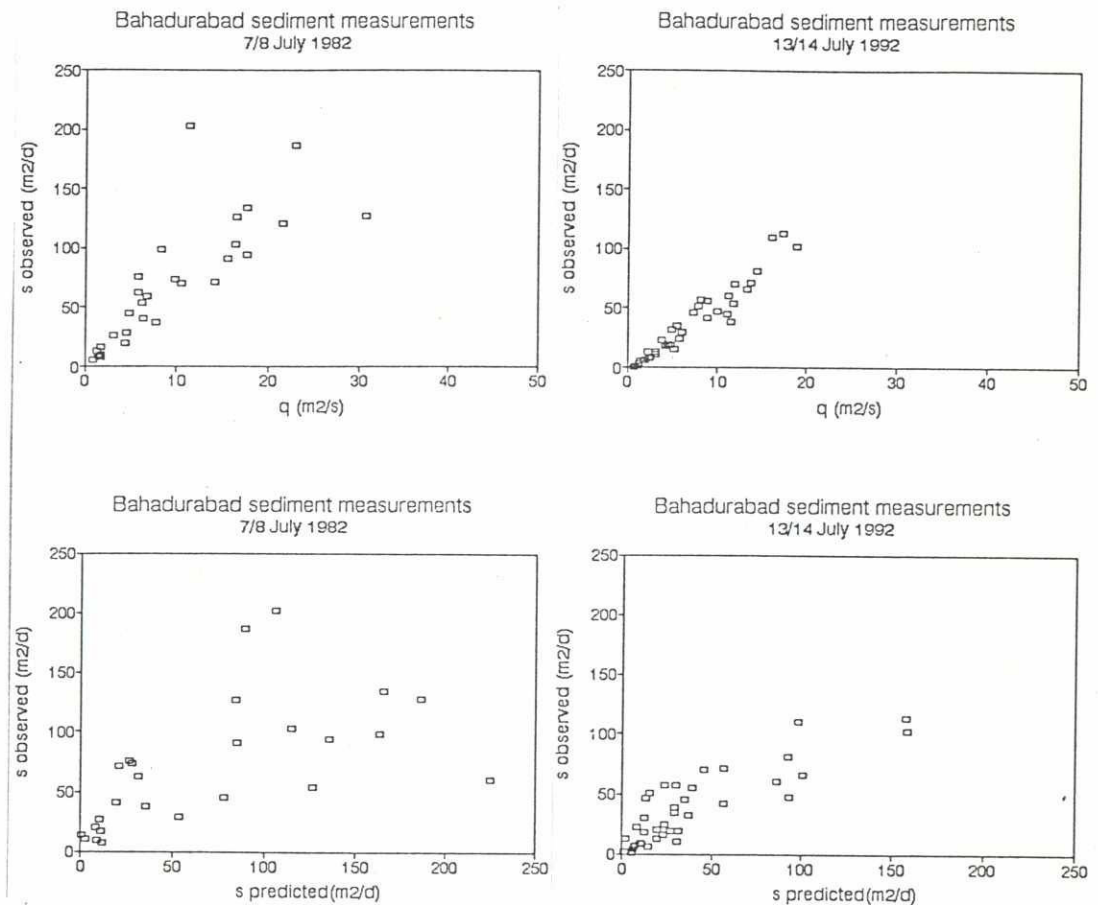 Bahadurabad sediment measurements
7/8 July 1982
250
200
150
100
50
0
s observed (m2/d)
0 10 20 30 40 50
q (m2/s)
Bahadurabad sediment measurements
13/14 July 1992
250
200
150
100
50
0
s observed (m2/d)
0 10 20 30 40 50
q (m2/s)
Bahadurabad sediment measurements
7/8 July 1982
250
200
150
100
50
0
s observed (m2/d)
0 50 100 150 200 250
s predicted(m2/d)
Bahadurabad sediment measurements
13/14 July 1992
250
200
150
100
50
0
s observed (m2/d)
0 50 100 150 200 250
s predicted(m2/d)